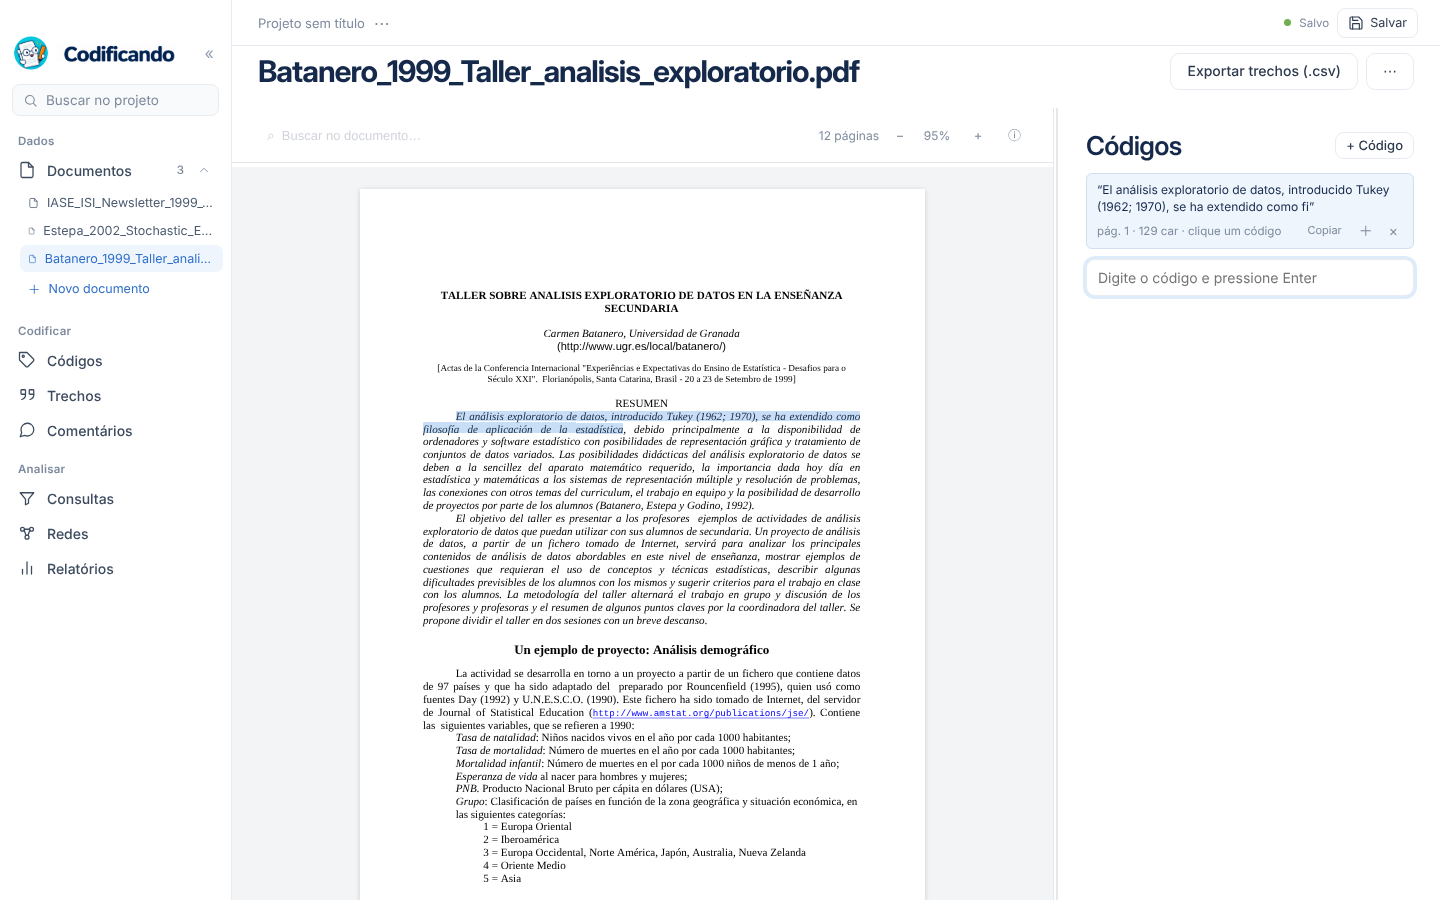 Projeto sem título ···
Salvo
Salvar
Codificando
«
Buscar no projeto
Dados
Documentos 3
IASE_ISI_Newsletter_1999_...
Estepa_2002_Stochastic_E...
Batanero_1999_Taller_anali...
+ Novo documento
Codificar
Códigos
Trechos
Comentários
Analisar
Consultas
Redes
Relatórios
Batanero_1999_Taller_analisis_exploratorio.pdf
Exportar trechos (.csv)
···
Buscar no documento...
12 páginas − 95% + ⓘ
TALLER SOBRE ANALISIS EXPLORATORIO DE DATOS EN LA ENSEÑANZA
SECUNDARIA
Carmen Batanero, Universidad de Granada
(http://www.ugr.es/local/batanero/)
[Actas de la Conferencia Internacional "Experiências e Expectativas do Ensino de Estatística - Desafios para o
Século XXI". Florianópolis, Santa Catarina, Brasil - 20 a 23 de Setembro de 1999]
RESUMEN
El análisis exploratorio de datos, introducido Tukey (1962; 1970), se ha extendido como
filosofía de aplicación de la estadística, debido principalmente a la disponibilidad de
ordenadores y software estadístico con posibilidades de representación gráfica y tratamiento de
conjuntos de datos variados. Las posibilidades didácticas del análisis exploratorio de datos se
deben a la sencillez del aparato matemático requerido, la importancia dada hoy día en
estadística y matemáticas a los sistemas de representación múltiple y resolución de problemas,
las conexiones con otros temas del curriculum, el trabajo en equipo y la posibilidad de desarrollo
de proyectos por parte de los alumnos (Batanero, Estepa y Godino, 1992).
El objetivo del taller es presentar a los profesores ejemplos de actividades de análisis
exploratorio de datos que puedan utilizar con sus alumnos de secundaria. Un proyecto de análisis
de datos, a partir de un fichero tomado de Internet, servirá para analizar los principales
contenidos de análisis de datos abordables en este nivel de enseñanza, mostrar ejemplos de
cuestiones que requieran el uso de conceptos y técnicas estadísticas, describir algunas
dificultades previsibles de los alumnos con los mismos y sugerir criterios para el trabajo en clase
con los alumnos. La metodología del taller alternará el trabajo en grupo y discusión de los
profesores y profesoras y el resumen de algunos puntos claves por la coordinadora del taller. Se
propone dividir el taller en dos sesiones con un breve descanso.
Un ejemplo de proyecto: Análisis demográfico
La actividad se desarrolla en torno a un proyecto a partir de un fichero que contiene datos
de 97 países y que ha sido adaptado del preparado por Rouncenfield (1995), quien usó como
fuentes Day (1992) y U.N.E.S.C.O. (1990). Este fichero ha sido tomado de Internet, del servidor
de Journal of Statistical Education (http://www.amstat.org/publications/jse/). Contiene
las siguientes variables, que se refieren a 1990:
Tasa de natalidad: Niños nacidos vivos en el año por cada 1000 habitantes;
Tasa de mortalidad: Número de muertes en el año por cada 1000 habitantes;
Mortalidad infantil: Número de muertes en el por cada 1000 niños de menos de 1 año;
Esperanza de vida al nacer para hombres y mujeres;
PNB. Producto Nacional Bruto per cápita en dólares (USA);
Grupo: Clasificación de países en función de la zona geográfica y situación económica, en
las siguientes categorías:
1 = Europa Oriental
2 = Iberoamérica
3 = Europa Occidental, Norte América, Japón, Australia, Nueva Zelanda
4 = Oriente Medio
5 = Asia
Códigos
+ Código
“El análisis exploratorio de datos, introducido Tukey
(1962; 1970), se ha extendido como fi”
pág. 1 · 129 car · clique um código Copiar + ×
Digite o código e pressione Enter